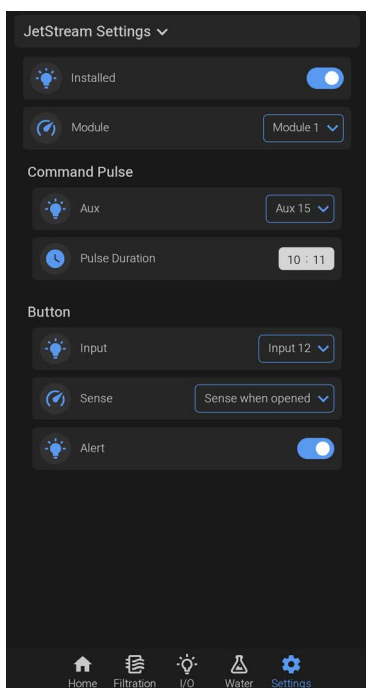 JetStream Settings
Installed
Module Module 1
Command Pulse
Aux Aux 15
Pulse Duration 10 : 11
Button
Input Input 12
Sense Sense when opened
Alert
Home Filtration I/O Water Settings